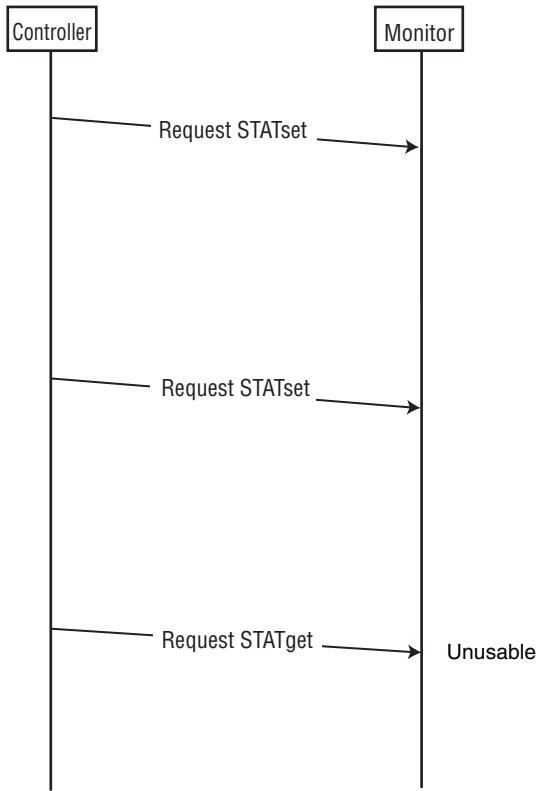 Controller
Monitor
Request STATset
Request STATset
Request STATget
Unusable